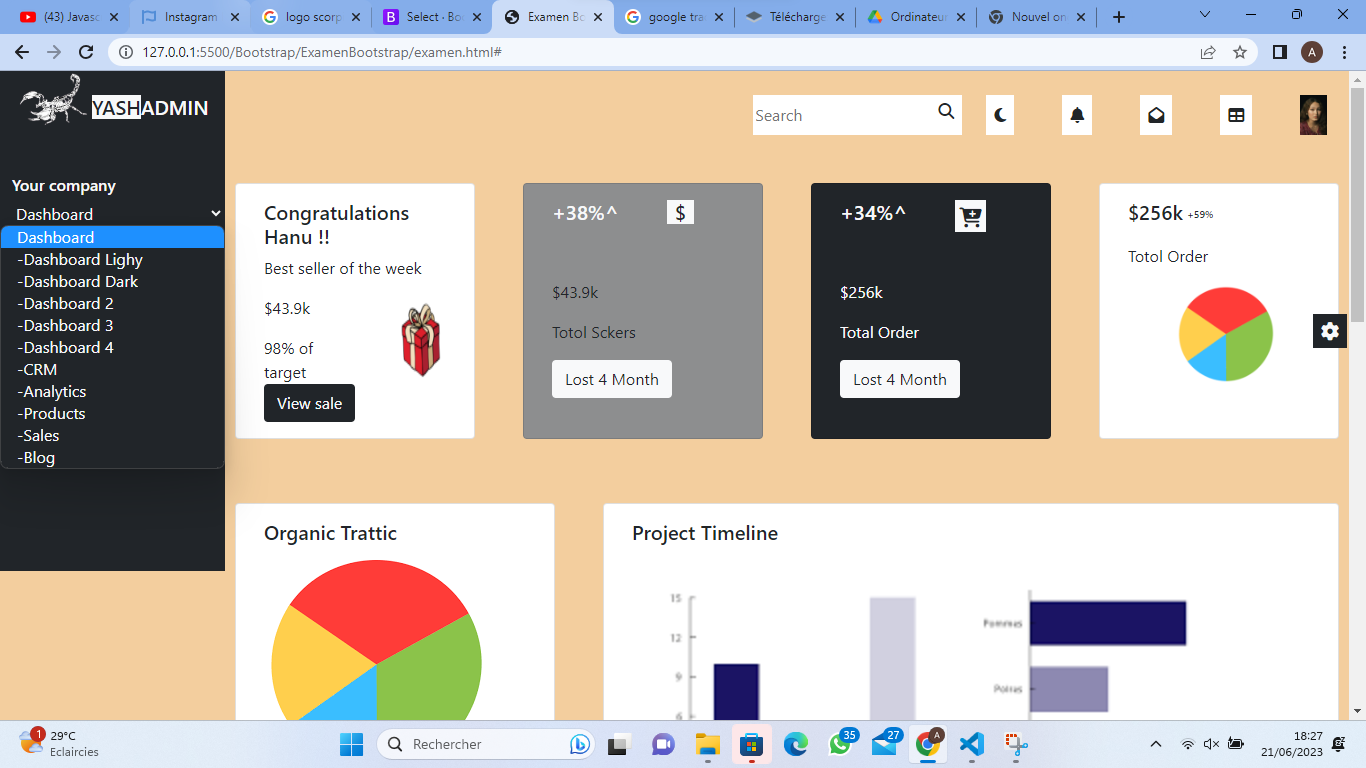 (43) Javasc
Instagram
logo scorp
Select · Boo
Examen Bo
google trad
Télécharge
Ordinateur
Nouvel ong
127.0.0.1:5500/Bootstrap/ExamenBootstrap/examen.html#
A
YASHADMIN
Search
Your company
Dashboard
Dashboard
-Dashboard Lighy
-Dashboard Dark
-Dashboard 2
-Dashboard 3
-Dashboard 4
-CRM
-Analytics
-Products
-Sales
-Blog
Congratulations
Hanu !!
Best seller of the week
$43.9k
98% of
target
View sale
+38%^
$
$43.9k
Totol Sckers
Lost 4 Month
+34%^
$256k
Total Order
Lost 4 Month
$256k +59%
Totol Order
Organic Trattic
Project Timeline
15
12
9
6
Pommes
Poires
1
29°C
Eclaircies
Rechercher
35
27
A
18:27
21/06/2023